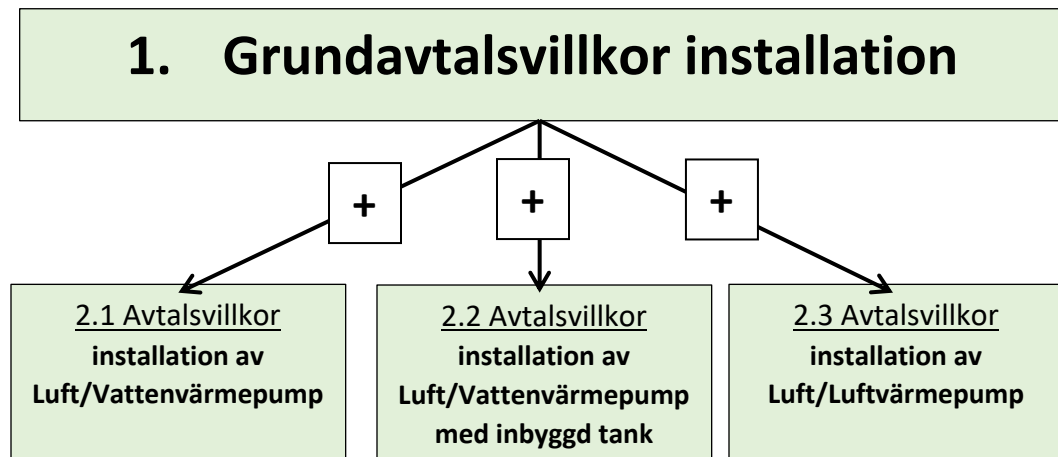 1. Grundavtalsvillkor installation
+
+
+
2.1 Avtalsvillkor
installation av
Luft/Vattenvärmepump
2.2 Avtalsvillkor
installation av
Luft/Vattenvärmepump
med inbyggd tank
2.3 Avtalsvillkor
installation av
Luft/Luftvärmepump